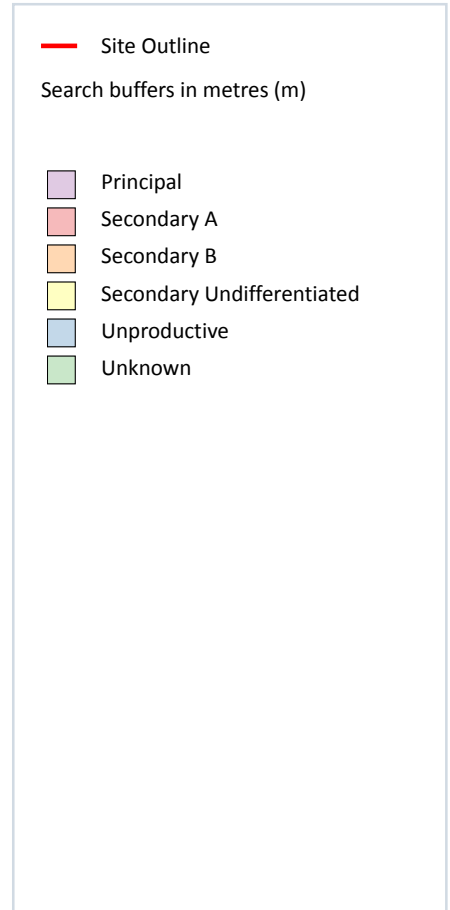 Site Outline
Search buffers in metres (m)
Principal
Secondary A
Secondary B
Secondary Undifferentiated
Unproductive
Unknown